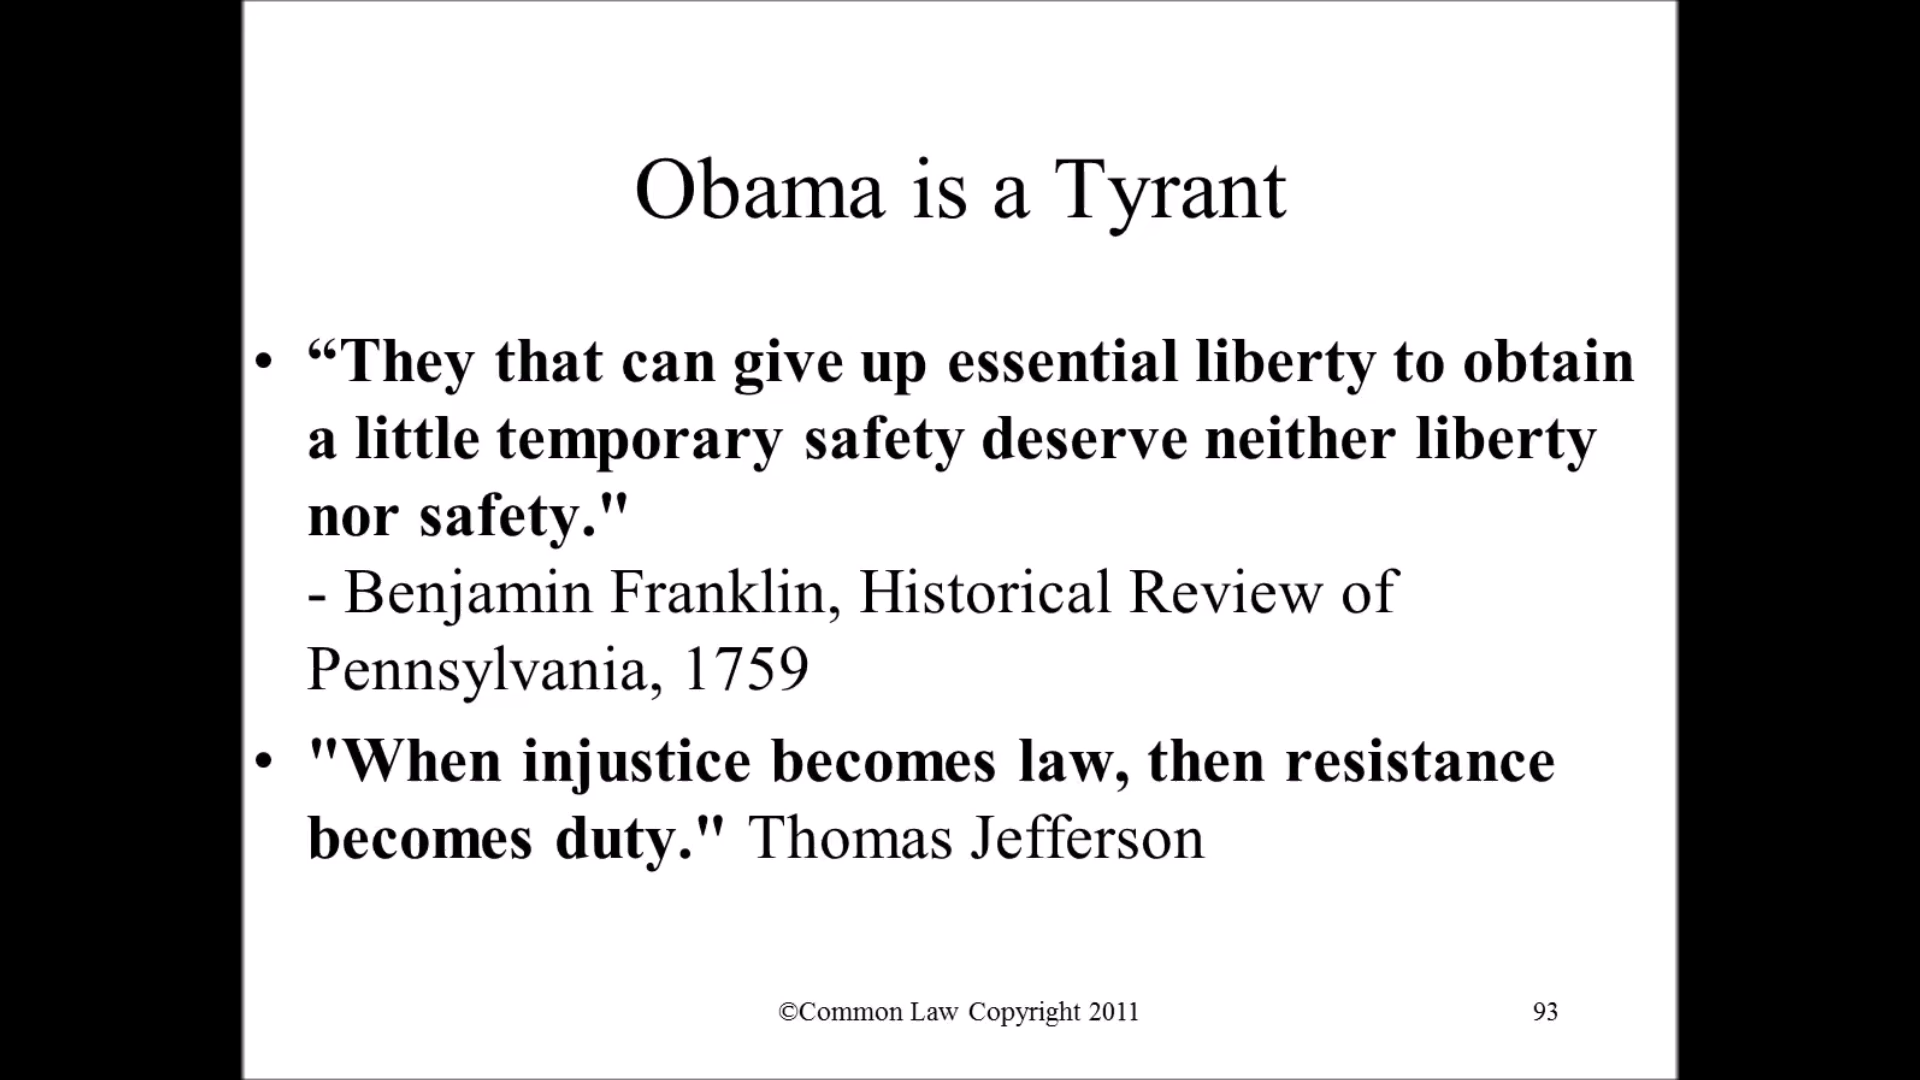 Obama is a Tyrant
• “They that can give up essential liberty to obtain
a little temporary safety deserve neither liberty
nor safety."
- Benjamin Franklin, Historical Review of
Pennsylvania, 1759
• "When injustice becomes law, then resistance
becomes duty." Thomas Jefferson
©Common Law Copyright 2011 93